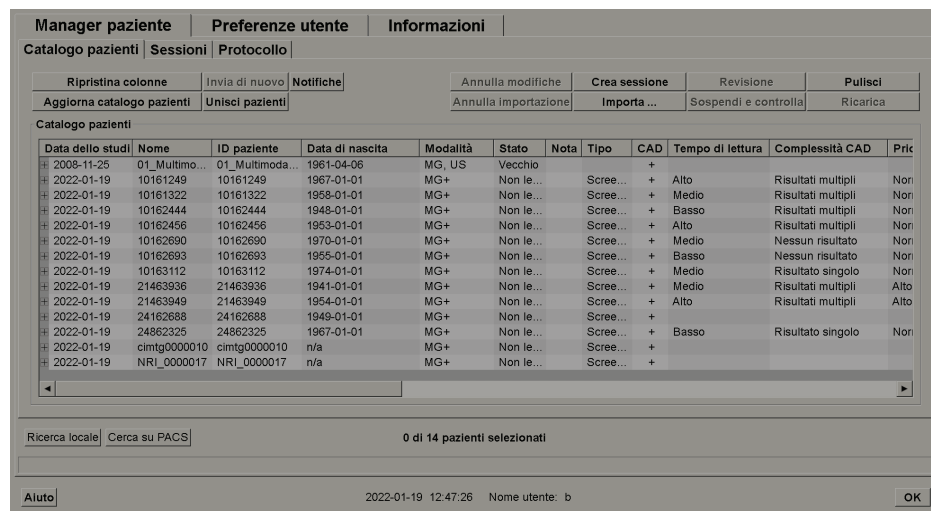 Manager paziente Preferenze utente Informazioni
Catalogo pazienti Sessioni Protocollo
Ripristina colonne Invia di nuovo Notifiche Annulla modifiche Crea sessione Revisione Pulisci
Aggiorna catalogo pazienti Unisci pazienti Annulla importazione Importa ... Sospendi e controlla Ricarica
Catalogo pazienti
Data dello studi Nome ID paziente Data di nascita Modalità Stato Nota Tipo CAD Tempo di lettura Complessità CAD Pric
+ 2008-11-25 01_Multimo... 01_Multimoda... 1961-04-06 MG, US Vecchio +
+ 2022-01-19 10161249 10161249 1967-01-01 MG+ Non le... Scree... + Alto Risultati multipli Nor
+ 2022-01-19 10161322 10161322 1958-01-01 MG+ Non le... Scree... + Medio Risultati multipli Nor
+ 2022-01-19 10162444 10162444 1948-01-01 MG+ Non le... Scree... + Basso Risultati multipli Nor
+ 2022-01-19 10162456 10162456 1953-01-01 MG+ Non le... Scree... + Alto Risultati multipli Nor
+ 2022-01-19 10162690 10162690 1970-01-01 MG+ Non le... Scree... + Medio Nessun risultato Nor
+ 2022-01-19 10162693 10162693 1955-01-01 MG+ Non le... Scree... + Basso Nessun risultato Nor
+ 2022-01-19 10163112 10163112 1974-01-01 MG+ Non le... Scree... + Medio Risultato singolo Nor
+ 2022-01-19 21463936 21463936 1941-01-01 MG+ Non le... Scree... + Medio Risultati multipli Alto
+ 2022-01-19 21463949 21463949 1954-01-01 MG+ Non le... Scree... + Alto Risultati multipli Alto
+ 2022-01-19 24162688 24162688 1949-01-01 MG+ Non le... Scree... +
+ 2022-01-19 24862325 24862325 1967-01-01 MG+ Non le... Scree... + Basso Risultato singolo Nor
+ 2022-01-19 cimtg0000010 cimtg0000010 n/a MG+ Non le... Scree... +
+ 2022-01-19 NRI_0000017 NRI_0000017 n/a MG+ Non le... Scree... +
Ricerca locale Cerca su PACS 0 di 14 pazienti selezionati
Aiuto 2022-01-19 12:47:26 Nome utente: b OK